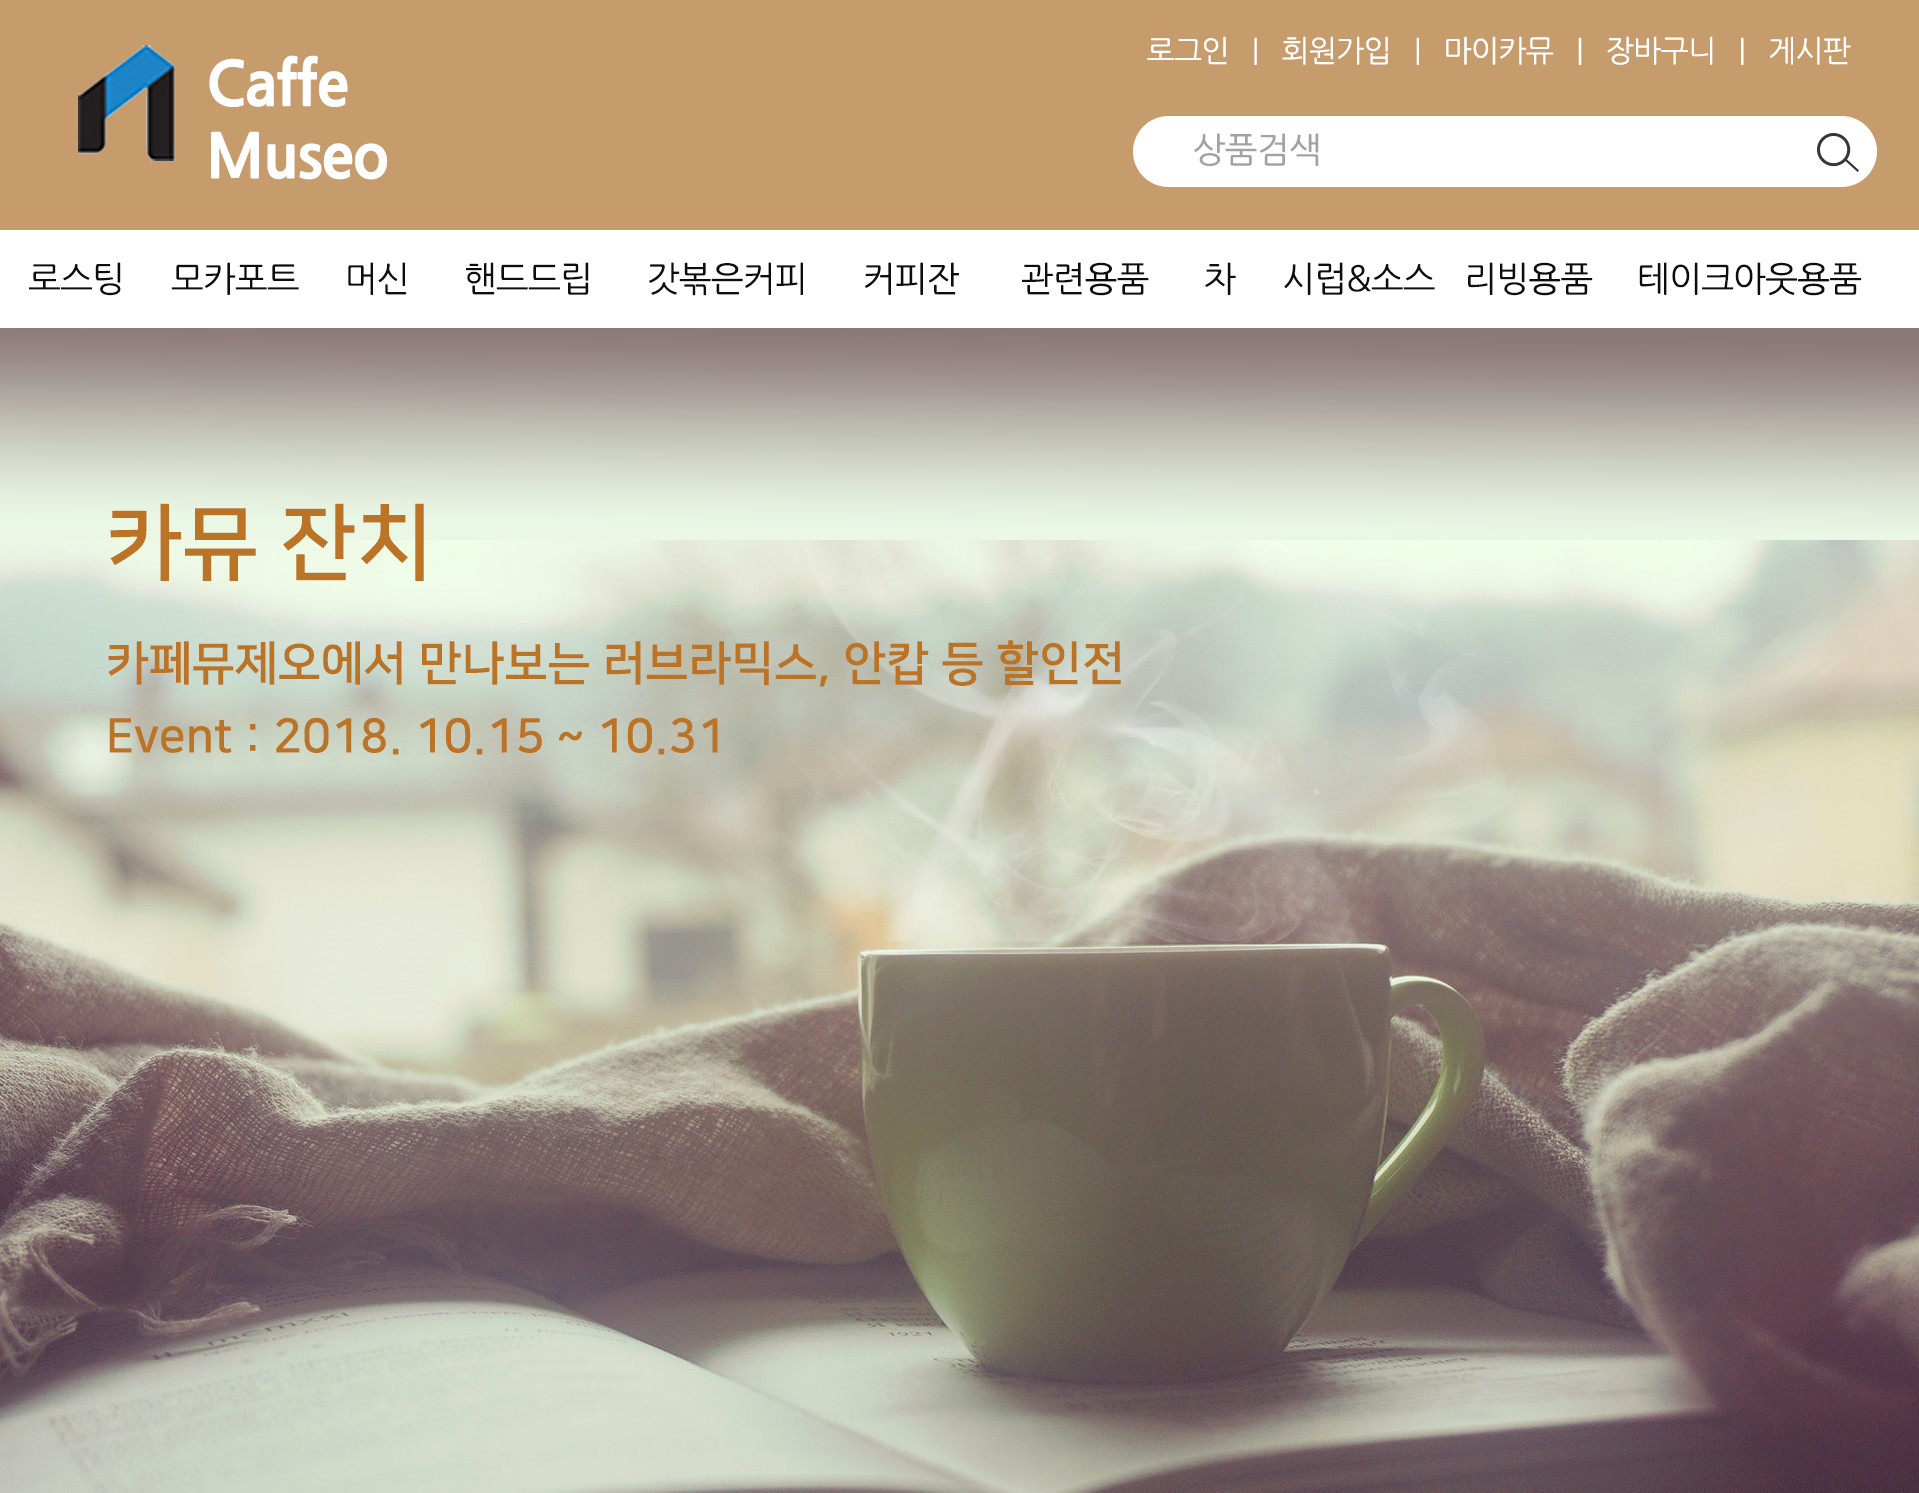 Caffe
Museo
로그인 | 회원가입 | 마이카뮤 | 장바구니 | 게시판
상품검색
로스팅 모카포트 머신 핸드드립 갓볶은커피 커피잔 관련용품 차 시럽&소스 리빙용품 테이크아웃용품
카뮤 잔치
카페뮤제오에서 만나보는 러브라믹스, 안캅 등 할인전
Event : 2018. 10.15 ~ 10.31
1921